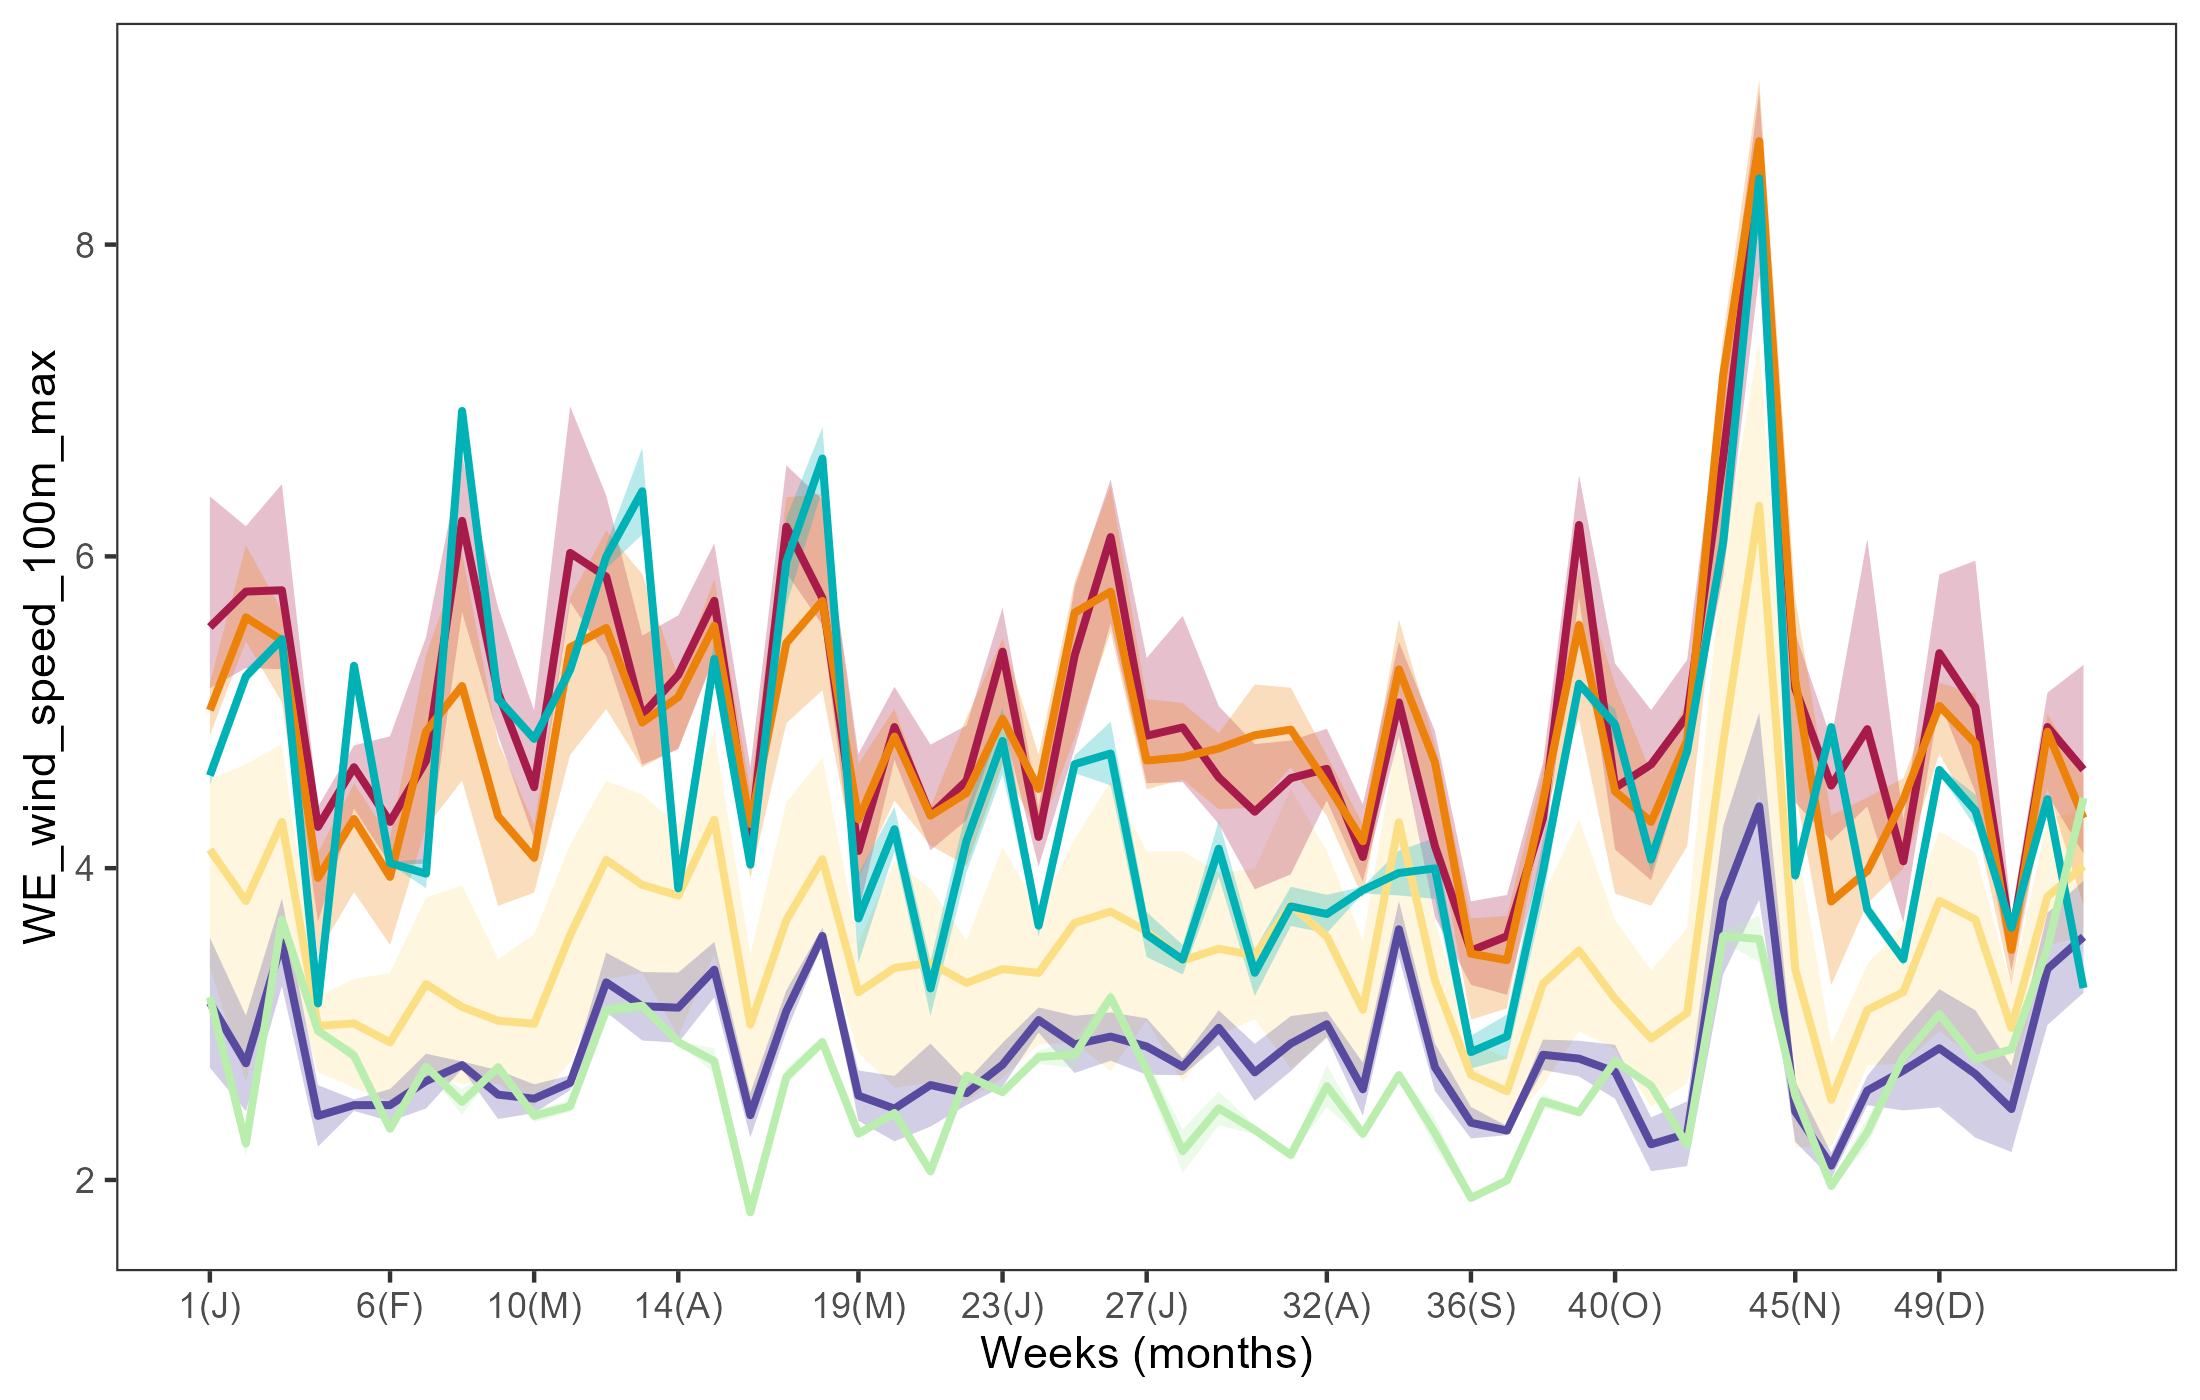 WE_wind_speed_100m_max
8
6
4
2
1(J) 6(F) 10(M) 14(A) 19(M) 23(J) 27(J) 32(A) 36(S) 40(O) 45(N) 49(D)
Weeks (months)